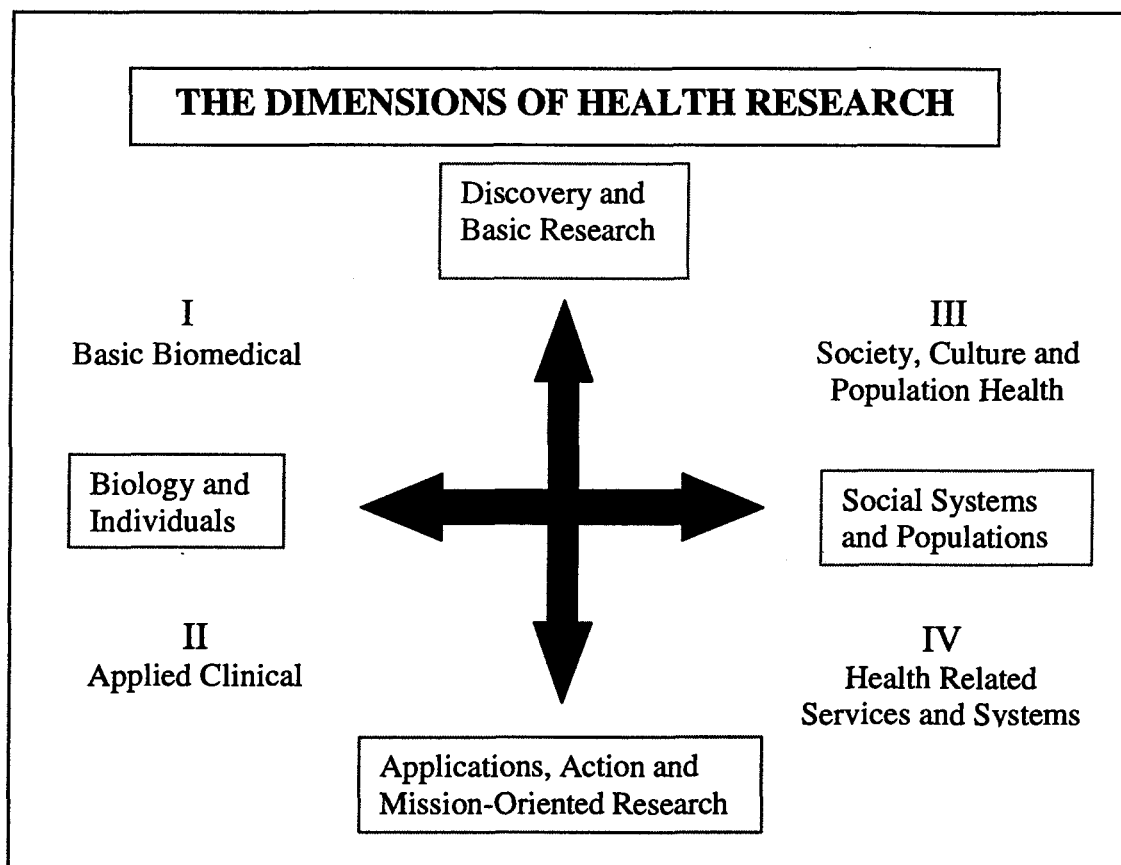 THE DIMENSIONS OF HEALTH RESEARCH
Discovery and
Basic Research
I
Basic Biomedical
III
Society, Culture and
Population Health
Biology and
Individuals
Social Systems
and Populations
II
Applied Clinical
IV
Health Related
Services and Systems
Applications, Action and
Mission-Oriented Research